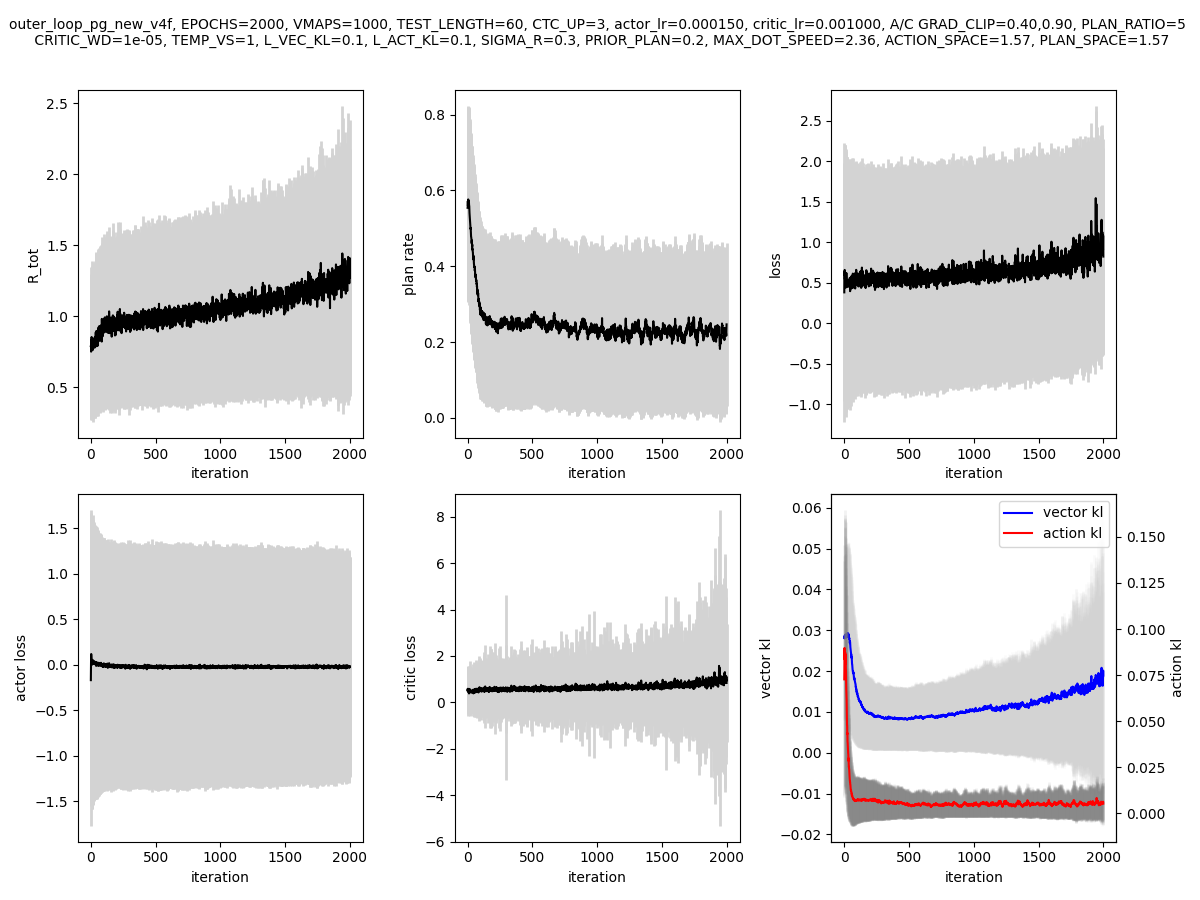 outer_loop_pg_new_v4f, EPOCHS=2000, VMAPS=1000, TEST_LENGTH=60, CTC_UP=3, actor_lr=0.000150, critic_lr=0.001000, A/C GRAD_CLIP=0.40,0.90, PLAN_RATIO=5
CRITIC_WD=1e-05, TEMP_VS=1, L_VEC_KL=0.1, L_ACT_KL=0.1, SIGMA_R=0.3, PRIOR_PLAN=0.2, MAX_DOT_SPEED=2.36, ACTION_SPACE=1.57, PLAN_SPACE=1.57
R_tot
2.5
2.0
1.5
1.0
0.5
0 500 1000 1500 2000
iteration
plan rate
0.8
0.6
0.4
0.2
0.0
0 500 1000 1500 2000
iteration
loss
2.5
2.0
1.5
1.0
0.5
0.0
−0.5
−1.0
0 500 1000 1500 2000
iteration
actor loss
1.5
1.0
0.5
0.0
−0.5
−1.0
−1.5
0 500 1000 1500 2000
iteration
critic loss
8
6
4
2
0
−2
−4
−6
0 500 1000 1500 2000
iteration
vector kl
0.06
0.05
0.04
0.03
0.02
0.01
0.00
−0.01
−0.02
0 500 1000 1500 2000
iteration
vector kl
action kl
0.150
0.125
0.100
0.075
0.050
0.025
0.000
action kl